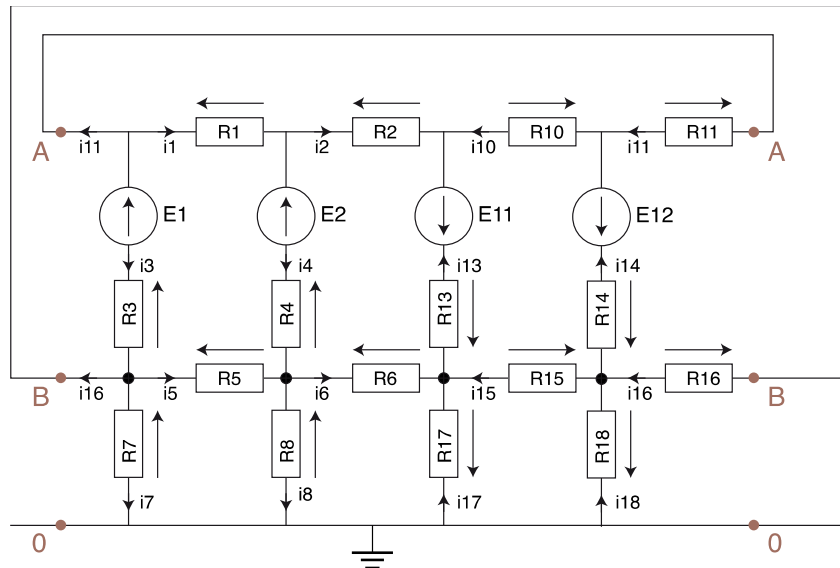 R1 R2 R10 R11
A i11 i1 i2 i10 i11 A
E1 E2 E11 E12
i3 i4 i13 i14
R3 R4 R13 R14
R5 R6 R15 R16
B i16 i5 i6 i15 i16 B
R7 R8 R17 R18
i7 i8 i17 i18
0 0